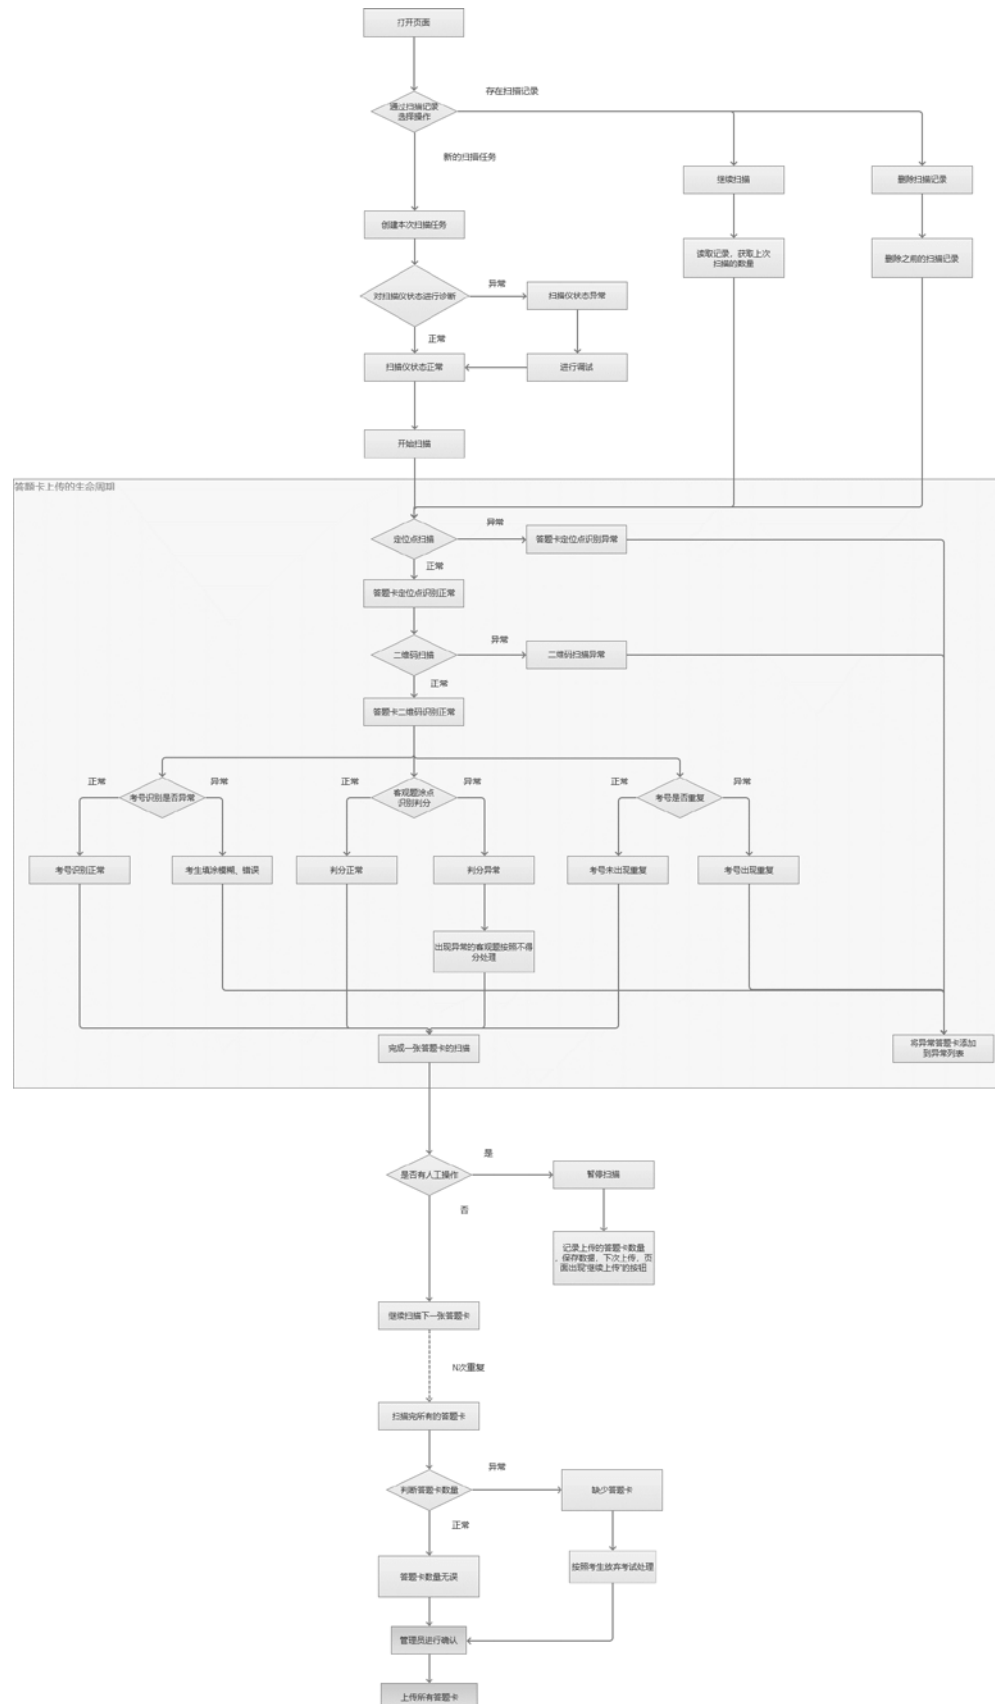 打开页面
存在扫描记录
通过扫描记录
选择操作
新的扫描任务
继续扫描
删除扫描记录
创建本次扫描任务
读取记录，获取上次
扫描的数量
删除之前的扫描记录
异常
对扫描仪状态进行诊断
扫描仪状态异常
正常
扫描仪状态正常
进行调试
开始扫描
答题卡上传的生命周期
异常
定位点扫描
答题卡定位点识别异常
正常
答题卡定位点识别正常
异常
二维码扫描
二维码扫描异常
正常
答题卡二维码识别正常
正常
异常
正常
异常
正常
异常
考号识别是否异常
客观题涂点
识别判分
考号是否重复
考号识别正常
考生填涂模糊、错误
判分正常
判分异常
考号未出现重复
考号出现重复
出现异常的客观题按照不得
分处理
完成一张答题卡的扫描
将异常答题卡添加
到异常列表
是
是否有人工操作
暂停扫描
否
记录上传的答题卡数量
，保存数据，下次上传，页
面出现"继续上传"的按钮
继续扫描下一张答题卡
N次重复
扫描完所有的答题卡
异常
判断答题卡数量
缺少答题卡
正常
答题卡数量无误
按照考生放弃考试处理
管理员进行确认
上传所有答题卡